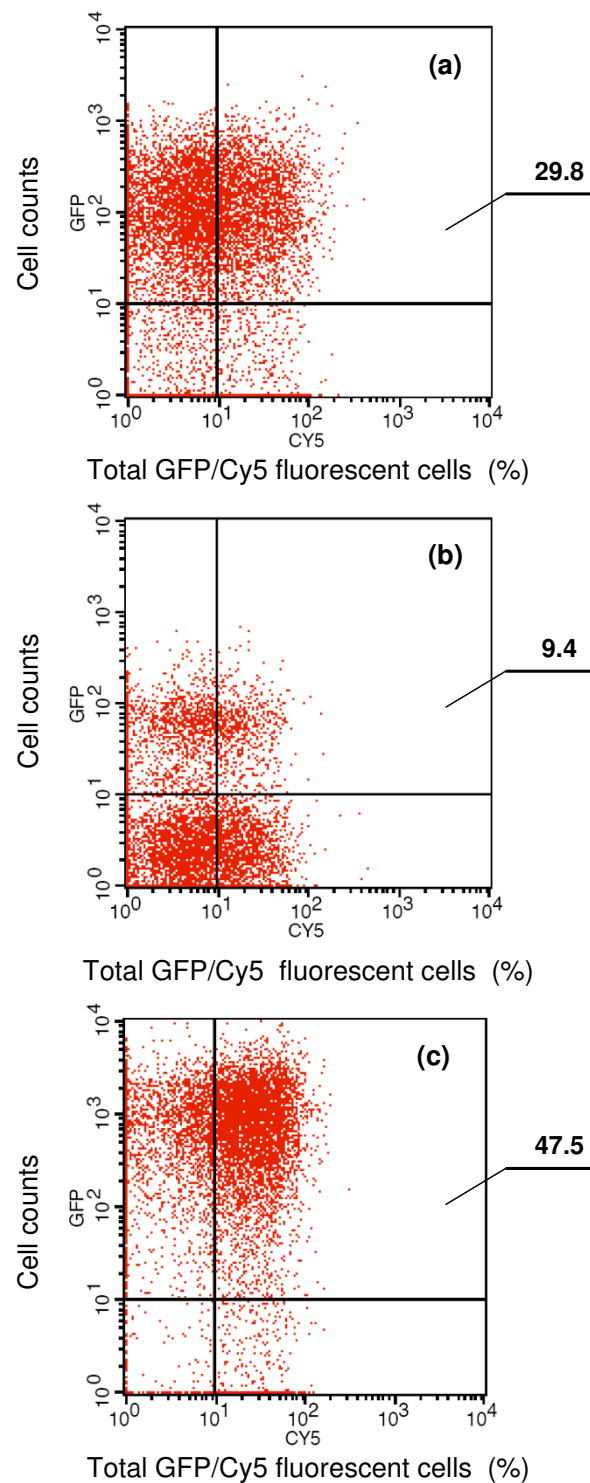 (a)
Cell counts
GFP
10^4
10^3
10^2
10^1
10^0
29.8
10^0 10^1 10^2 10^3 10^4
CY5
Total GFP/Cy5 fluorescent cells (%)
(b)
Cell counts
GFP
10^4
10^3
10^2
10^1
10^0
9.4
10^0 10^1 10^2 10^3 10^4
CY5
Total GFP/Cy5 fluorescent cells (%)
(c)
Cell counts
GFP
10^4
10^3
10^2
10^1
10^0
47.5
10^0 10^1 10^2 10^3 10^4
CY5
Total GFP/Cy5 fluorescent cells (%)